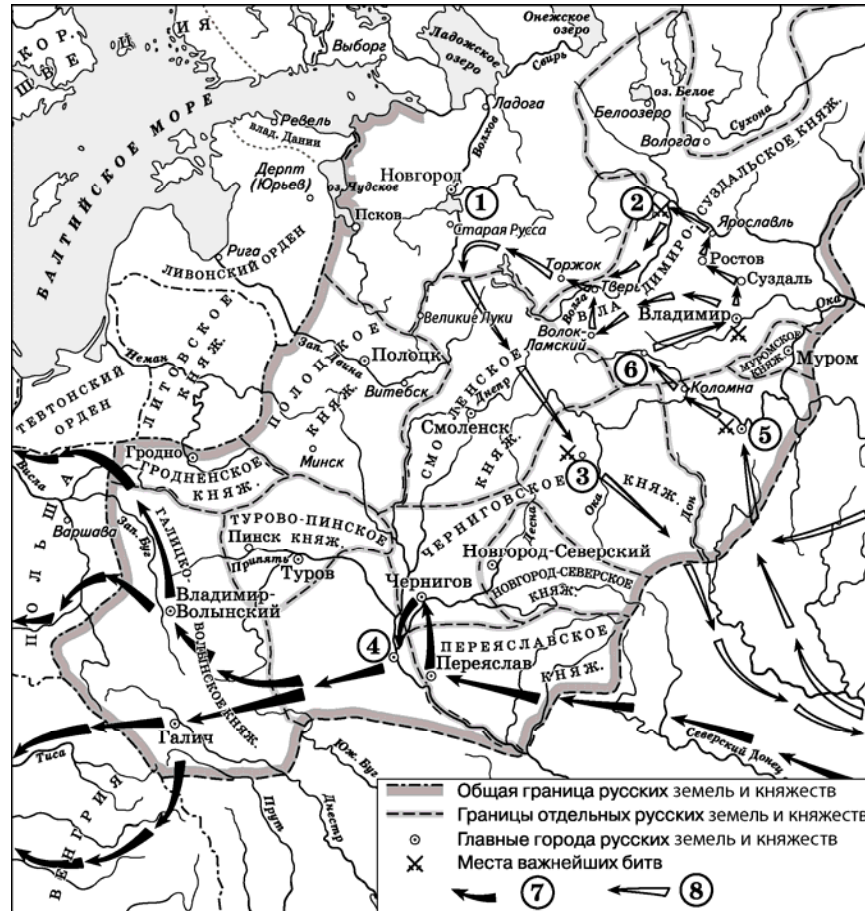 КОР.
ШВЕЦИЯ
Выборг
Ладожское
озеро
Онежское
озеро
Свирь
оз. Белое
Белоозеро
Сухона
Вологда
Ладога
Волхов
БАЛТИЙСКОЕ МОРЕ
Ревель
влад. Дании
Дерпт
(Юрьев)
оз. Чудское
Новгород
1
2
Псков
Старая Русса
Ярославль
Ростов
Суздаль
Рига
ЛИВОНСКИЙ ОРДЕН
Торжок
Тверь
Волга
ВЛАДИМИРО-СУЗДАЛЬСКОЕ КНЯЖ.
Ока
Владимир
Великие Луки
Волок-
Ламский
6
МУРОМСКОЕ
КНЯЖ.
Муром
Неман
ЛИТОВСКОЕ
КНЯЖ.
Зап. Двина
Полоцк
ПОЛОЦКОЕ
КНЯЖ.
Витебск
ТЕВТОНСКИЙ
ОРДЕН
СМОЛЕНСКОЕ
КНЯЖ.
Днепр
Смоленск
Коломна
5
Гродно
ГРОДНЕНСКОЕ
КНЯЖ.
Минск
3
Висла
Варшава
ПОЛЬША
Зап. Буг
ГАЛИЦКО-
ВОЛЫНСКОЕ КНЯЖ.
ТУРОВО-ПИНСКОЕ
КНЯЖ.
Пинск
Припять
Туров
ЧЕРНИГОВСКОЕ
КНЯЖ.
Ока
Дон
Десна
Новгород-Северский
НОВГОРОД-СЕВЕРСКОЕ
КНЯЖ.
Владимир-
Волынский
Чернигов
4
ПЕРЕЯСЛАВСКОЕ
КНЯЖ.
Переяслав
Галич
Тиса
Северский Донец
Юж. Буг
Прут
Днестр
ВЕНГРИЯ
Общая граница русских земель и княжеств
Границы отдельных русских земель и княжеств
Главные города русских земель и княжеств
Места важнейших битв
7
8